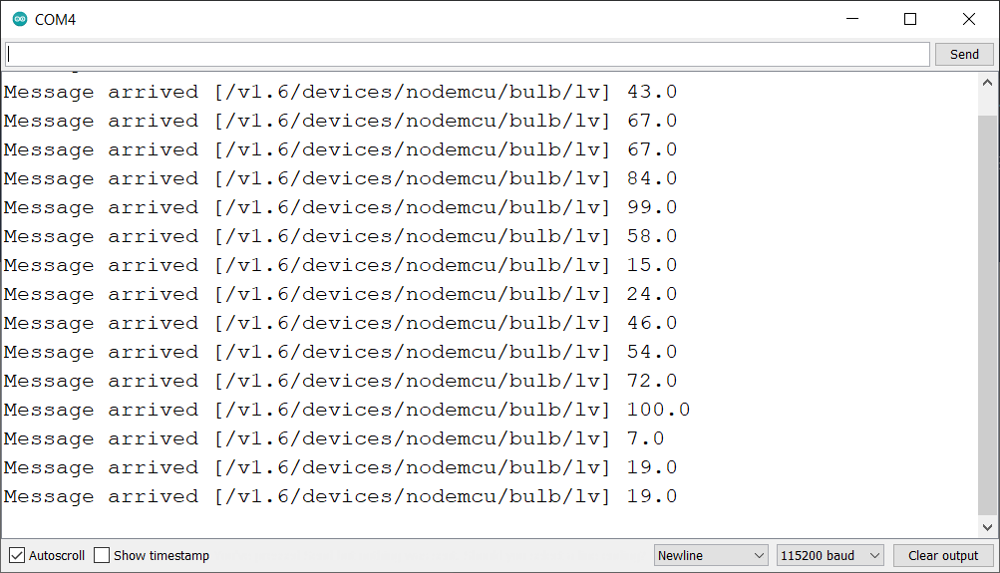 COM4
Send
Message arrived [/v1.6/devices/nodemcu/bulb/lv] 43.0
Message arrived [/v1.6/devices/nodemcu/bulb/lv] 67.0
Message arrived [/v1.6/devices/nodemcu/bulb/lv] 67.0
Message arrived [/v1.6/devices/nodemcu/bulb/lv] 84.0
Message arrived [/v1.6/devices/nodemcu/bulb/lv] 99.0
Message arrived [/v1.6/devices/nodemcu/bulb/lv] 58.0
Message arrived [/v1.6/devices/nodemcu/bulb/lv] 15.0
Message arrived [/v1.6/devices/nodemcu/bulb/lv] 24.0
Message arrived [/v1.6/devices/nodemcu/bulb/lv] 46.0
Message arrived [/v1.6/devices/nodemcu/bulb/lv] 54.0
Message arrived [/v1.6/devices/nodemcu/bulb/lv] 72.0
Message arrived [/v1.6/devices/nodemcu/bulb/lv] 100.0
Message arrived [/v1.6/devices/nodemcu/bulb/lv] 7.0
Message arrived [/v1.6/devices/nodemcu/bulb/lv] 19.0
Message arrived [/v1.6/devices/nodemcu/bulb/lv] 19.0
Autoscroll Show timestamp Newline 115200 baud Clear output